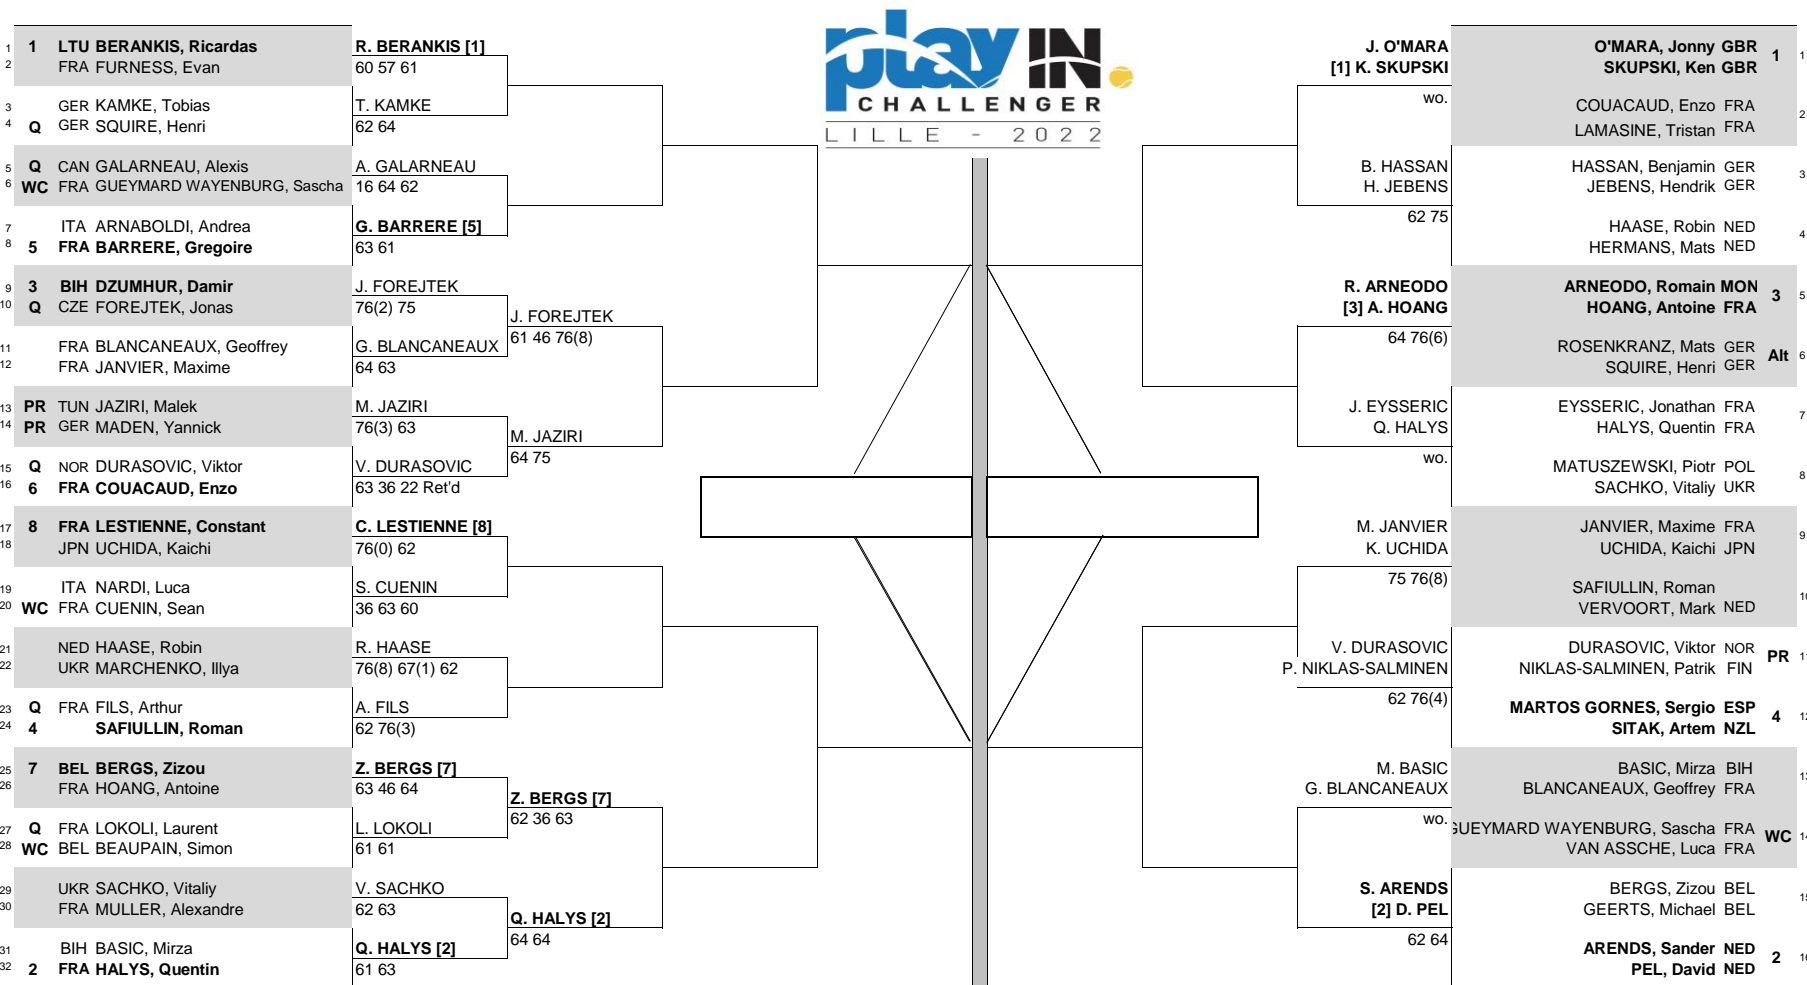 play IN.
CHALLENGER
LILLE - 2022
1 1 LTU BERANKIS, Ricardas
2 FRA FURNESS, Evan
3 GER KAMKE, Tobias
4 Q GER SQUIRE, Henri
5 Q CAN GALARNEAU, Alexis
6 WC FRA GUEYMARD WAYENBURG, Sascha
7 ITA ARNABOLDI, Andrea
8 5 FRA BARRERE, Gregoire
9 3 BIH DZUMHUR, Damir
10 Q CZE FOREJTEK, Jonas
11 FRA BLANCANEAUX, Geoffrey
12 FRA JANVIER, Maxime
13 PR TUN JAZIRI, Malek
14 PR GER MADEN, Yannick
15 Q NOR DURASOVIC, Viktor
16 6 FRA COUACAUD, Enzo
17 8 FRA LESTIENNE, Constant
18 JPN UCHIDA, Kaichi
19 ITA NARDI, Luca
20 WC FRA CUENIN, Sean
21 NED HAASE, Robin
22 UKR MARCHENKO, Illya
23 Q FRA FILS, Arthur
24 4 SAFIULLIN, Roman
25 7 BEL BERGS, Zizou
26 FRA HOANG, Antoine
27 Q FRA LOKOLI, Laurent
28 WC BEL BEAUPAIN, Simon
29 UKR SACHKO, Vitaliy
30 FRA MULLER, Alexandre
31 BIH BASIC, Mirza
32 2 FRA HALYS, Quentin
R. BERANKIS [1]
60 57 61
T. KAMKE
62 64
A. GALARNEAU
16 64 62
G. BARRERE [5]
63 61
J. FOREJTEK
76(2) 75
G. BLANCANEAUX
64 63
M. JAZIRI
76(3) 63
V. DURASOVIC
63 36 22 Ret'd
C. LESTIENNE [8]
76(0) 62
S. CUENIN
36 63 60
R. HAASE
76(8) 67(1) 62
A. FILS
62 76(3)
Z. BERGS [7]
63 46 64
L. LOKOLI
61 61
V. SACHKO
62 63
Q. HALYS [2]
61 63
J. FOREJTEK
61 46 76(8)
M. JAZIRI
64 75
Z. BERGS [7]
62 36 63
Q. HALYS [2]
64 64
J. O'MARA
[1] K. SKUPSKI
wo.
B. HASSAN
H. JEBENS
62 75
R. ARNEODO
[3] A. HOANG
64 76(6)
J. EYSSERIC
Q. HALYS
wo.
M. JANVIER
K. UCHIDA
75 76(8)
V. DURASOVIC
P. NIKLAS-SALMINEN
62 76(4)
M. BASIC
G. BLANCANEAUX
wo.
S. ARENDS
[2] D. PEL
62 64
O'MARA, Jonny GBR
SKUPSKI, Ken GBR
1 1
COUACAUD, Enzo FRA
LAMASINE, Tristan FRA
2
HASSAN, Benjamin GER
JEBENS, Hendrik GER
3
HAASE, Robin NED
HERMANS, Mats NED
4
ARNEODO, Romain MON
HOANG, Antoine FRA
3 5
ROSENKRANZ, Mats GER
SQUIRE, Henri GER
Alt 6
EYSSERIC, Jonathan FRA
HALYS, Quentin FRA
7
MATUSZEWSKI, Piotr POL
SACHKO, Vitaliy UKR
8
JANVIER, Maxime FRA
UCHIDA, Kaichi JPN
9
SAFIULLIN, Roman
VERVOORT, Mark NED
DURASOVIC, Viktor NOR
NIKLAS-SALMINEN, Patrik FIN
PR
MARTOS GORNES, Sergio ESP
SITAK, Artem NZL
4
BASIC, Mirza BIH
BLANCANEAUX, Geoffrey FRA
GUEYMARD WAYENBURG, Sascha FRA
VAN ASSCHE, Luca FRA
WC
BERGS, Zizou BEL
GEERTS, Michael BEL
ARENDS, Sander NED
PEL, David NED
2